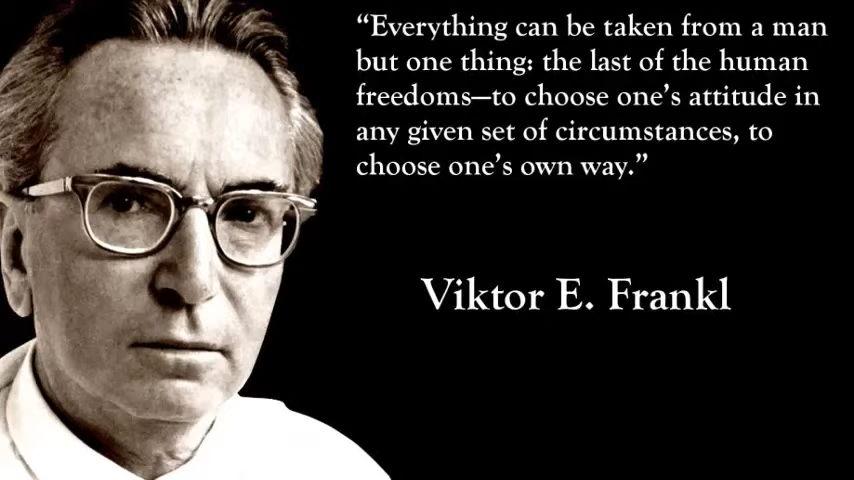 “Everything can be taken from a man
but one thing: the last of the human
freedoms—to choose one’s attitude in
any given set of circumstances, to
choose one’s own way.”
Viktor E. Frankl